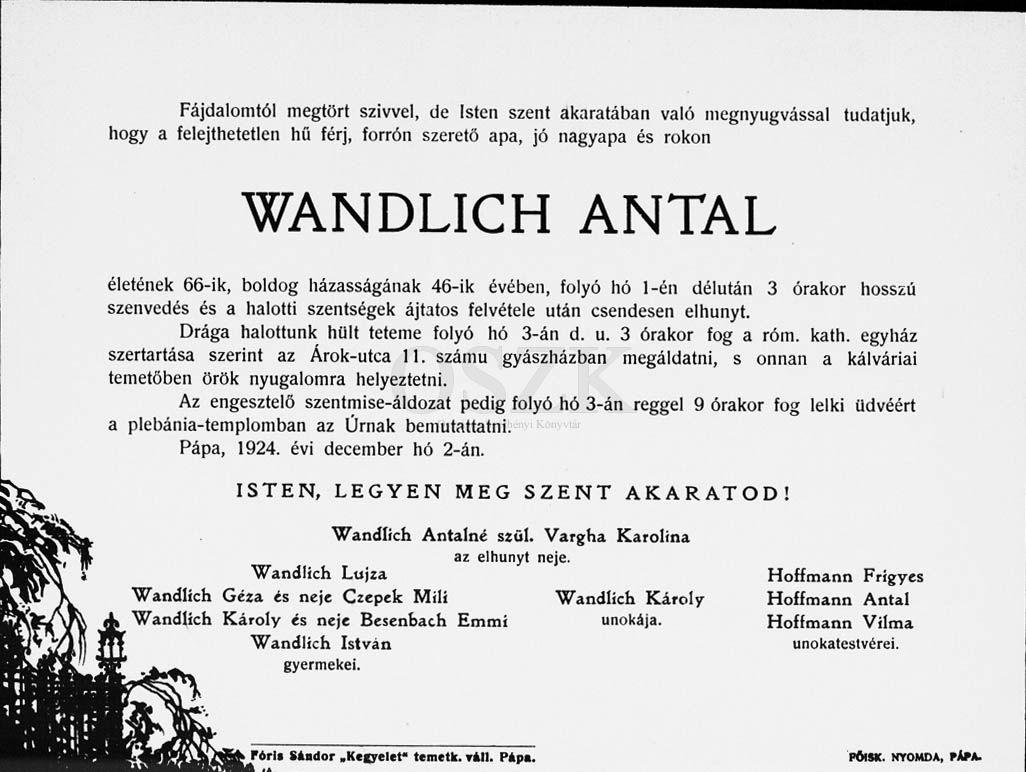 Fájdalomtól megtört szivvel, de Isten szent akaratában való megnyugvással tudatjuk,
hogy a felejthetetlen hű férj, forrón szerető apa, jó nagyapa és rokon
WANDLICH ANTAL
életének 66-ik, boldog házasságának 46-ik évében, folyó hó 1-én délután 3 órakor hosszú
szenvedés és a halotti szentségek ájtatos felvétele után csendesen elhunyt.
Drága halottunk hült teteme folyó hó 3-án d. u. 3 órakor fog a róm. kath. egyház
szertartása szerint az Árok-utca 11. számu gyászházban megáldatni, s onnan a kálváriai
temetőben örök nyugalomra helyeztetni.
OSZK
Az engesztelő szentmise-áldozat pedig folyó hó 3-án reggel 9 órakor fog lelki üdvéért
a plebánia-templomban az Úrnak bemutattatni.
Könyvtár
Pápa, 1924. évi december hó 2-án.
ISTEN, LEGYEN MEG SZENT AKARATOD!
Wandlich Antalné szül. Vargha Karolina
az elhunyt neje.
Wandlich Lujza
Wandlich Géza és neje Czepek Mili
Wandlich Károly és neje Besenbach Emmi
Wandlich István
gyermekei.
Wandlich Károly
unokája.
Hoffmann Frigyes
Hoffmann Antal
Hoffmann Vilma
unokatestvérei.
Fóris Sándor „Kegyelet“ temetk. váll. Pápa.
FŐISK. NYOMDA, PÁPA.